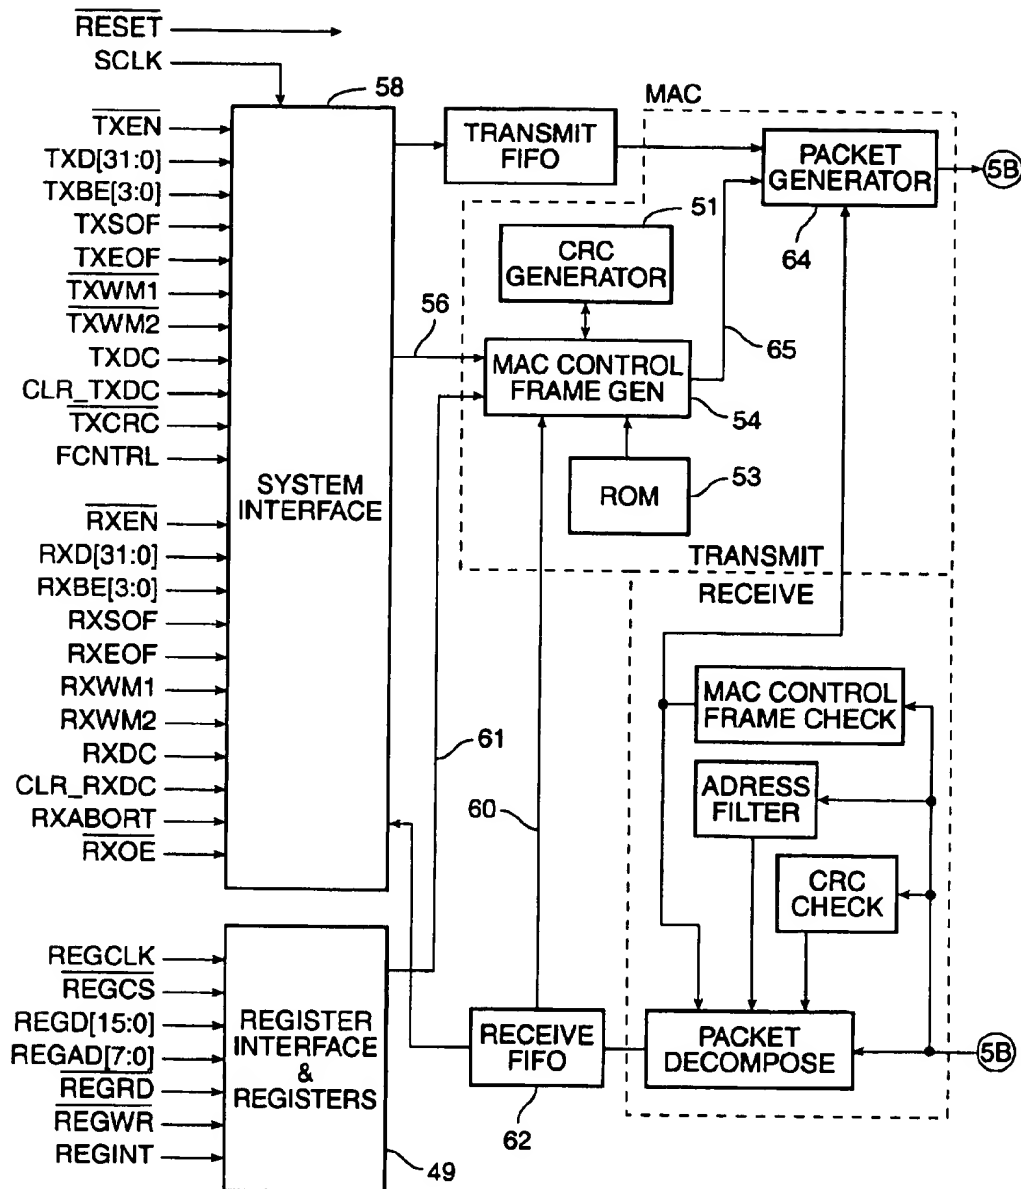 RESET
SCLK
58
MAC
TXEN
TXD[31:0]
TXBE[3:0]
TXSOF
TXEOF
TXWM1
TXWM2
TXDC
CLR_TXDC
TXCRC
FCNTRL
RXEN
RXD[31:0]
RXBE[3:0]
RXSOF
RXEOF
RXWM1
RXWM2
RXDC
CLR_RXDC
RXABORT
RXOE
SYSTEM
INTERFACE
TRANSMIT
FIFO
PACKET
GENERATOR
5B
64
51
CRC
GENERATOR
56
65
MAC CONTROL
FRAME GEN
54
ROM
53
TRANSMIT
RECEIVE
MAC CONTROL
FRAME CHECK
61
60
ADRESS
FILTER
CRC
CHECK
REGCLK
REGCS
REGD[15:0]
REGAD[7:0]
REGRD
REGWR
REGINT
REGISTER
INTERFACE
&
REGISTERS
49
RECEIVE
FIFO
62
PACKET
DECOMPOSE
5B